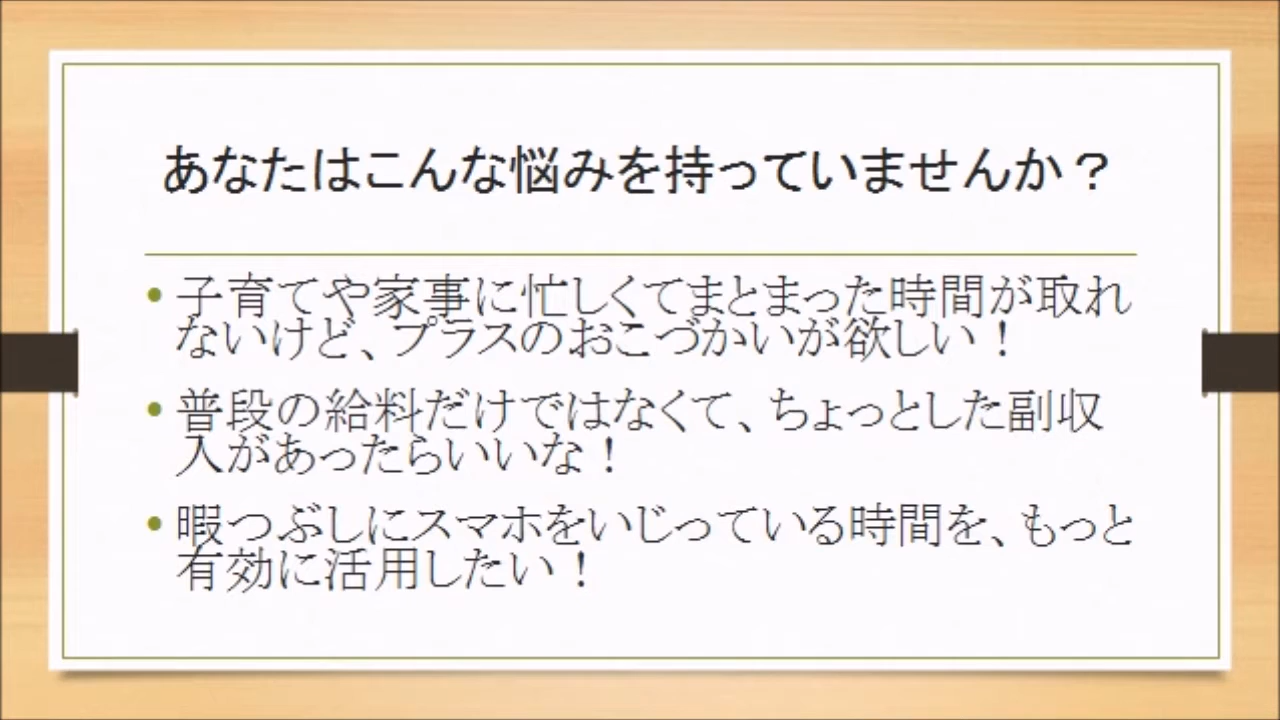 あなたはこんな悩みを持っていませんか？
• 子育てや家事に忙しくてまとまった時間が取れ
ないけど、プラスのおこづかいが欲しい！
• 普段の給料だけではなくて、ちょっとした副収
入があったらいいな！
• 暇つぶしにスマホをいじっている時間を、もっと
有効に活用したい！